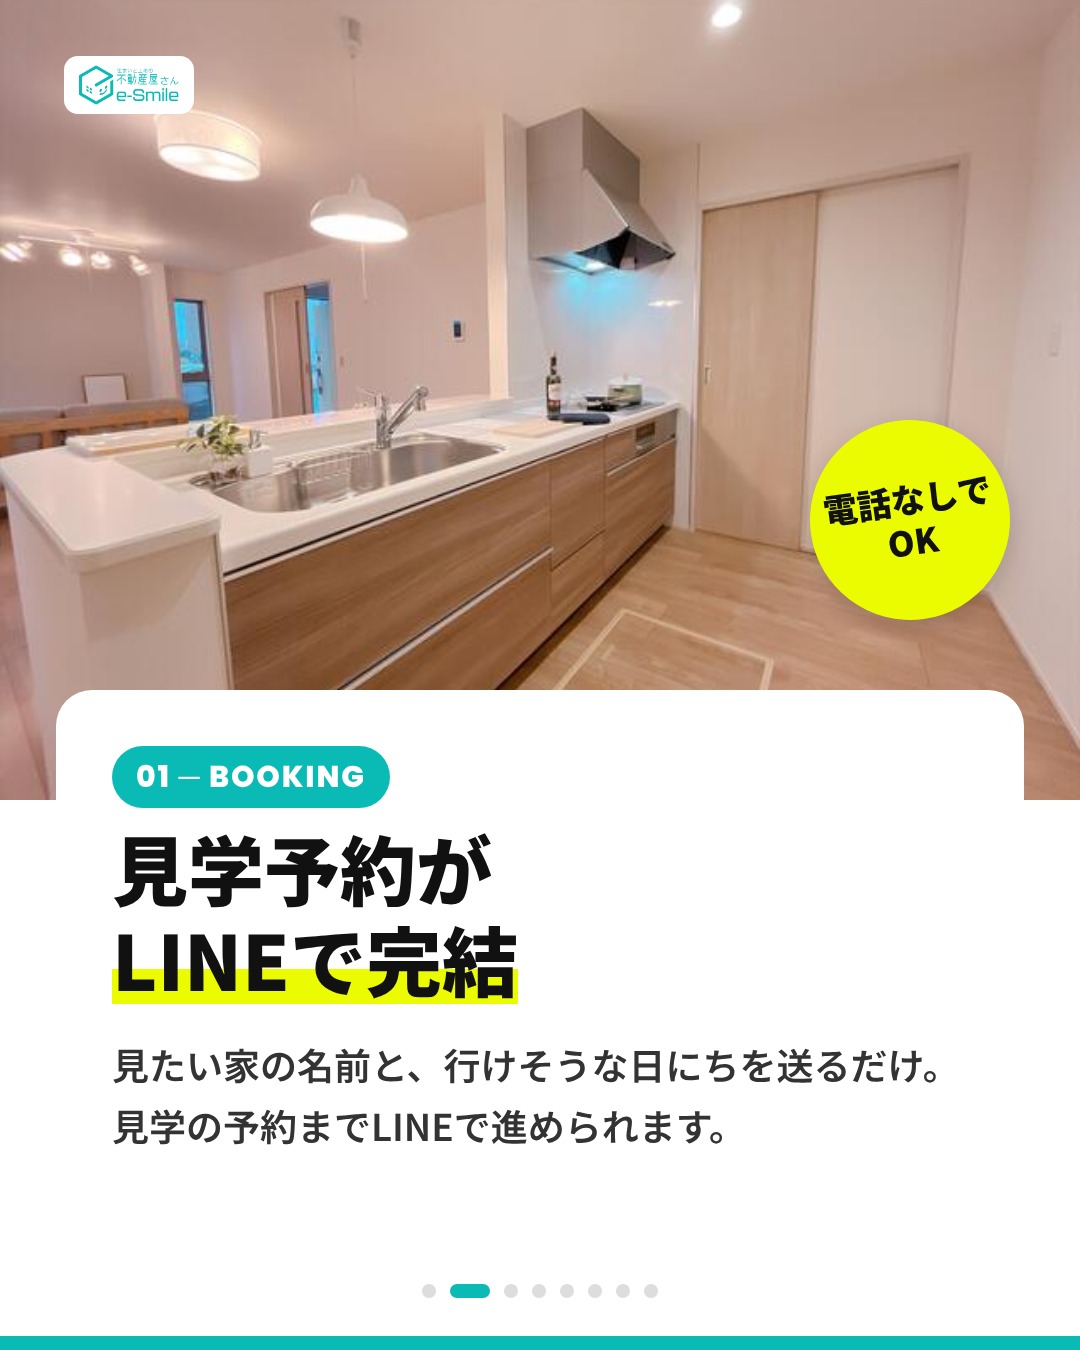 不動産屋さん
e-Smile
電話なしで
OK
01 — BOOKING
見学予約が
LINEで完結
見たい家の名前と、行けそうな日にちを送るだけ。
見学の予約までLINEで進められます。